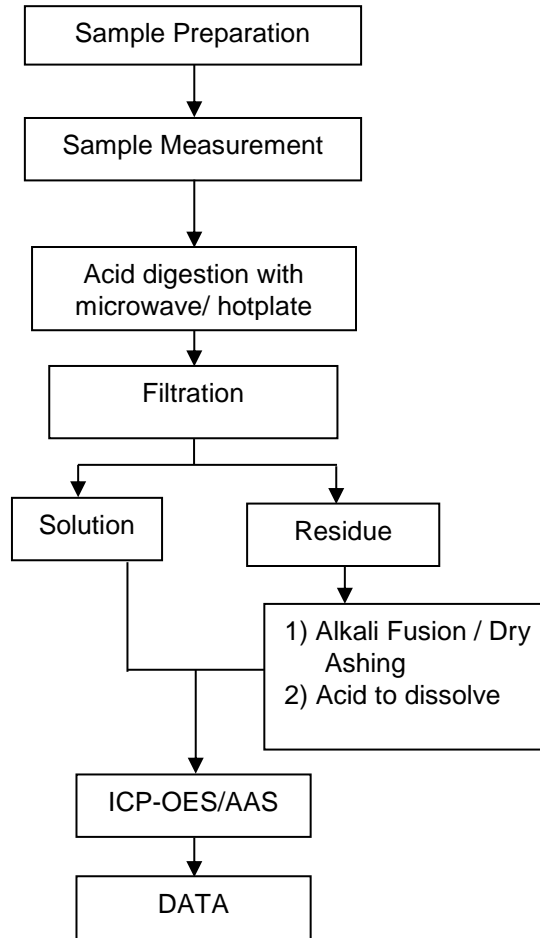 Sample Preparation
Sample Measurement
Acid digestion with
microwave/ hotplate
Filtration
Solution
Residue
1) Alkali Fusion / Dry
Ashing
2) Acid to dissolve
ICP-OES/AAS
DATA